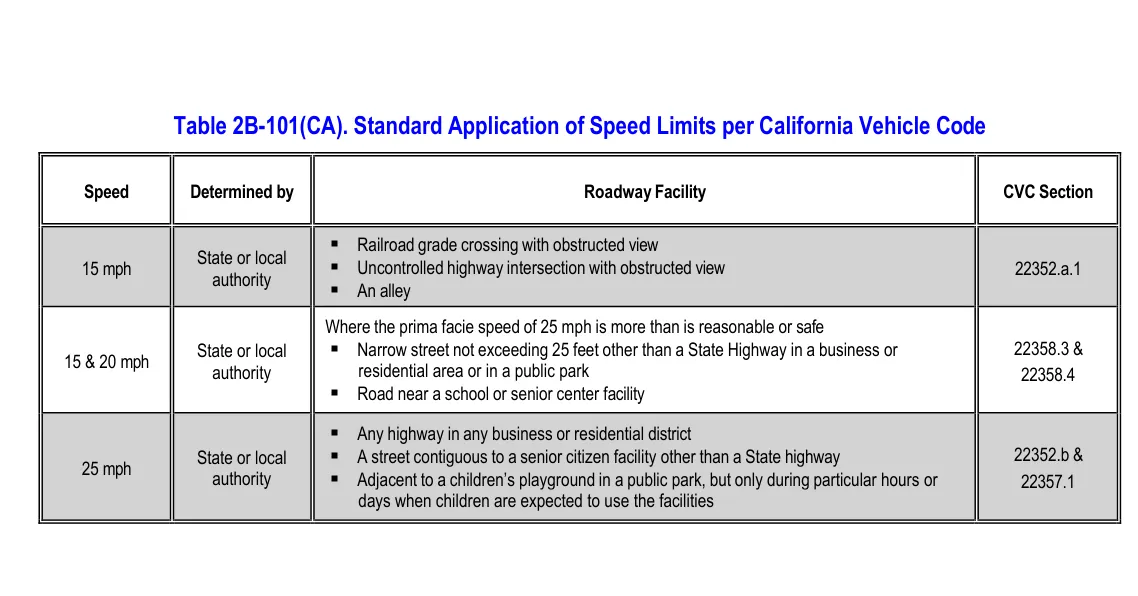 Table 2B-101(CA). Standard Application of Speed Limits per California Vehicle Code
Speed
Determined by
Roadway Facility
CVC Section
15 mph
State or local
authority
▪ Railroad grade crossing with obstructed view
▪ Uncontrolled highway intersection with obstructed view
▪ An alley
22352.a.1
15 & 20 mph
State or local
authority
Where the prima facie speed of 25 mph is more than is reasonable or safe
▪ Narrow street not exceeding 25 feet other than a State Highway in a business or
residential area or in a public park
▪ Road near a school or senior center facility
22358.3 &
22358.4
25 mph
State or local
authority
▪ Any highway in any business or residential district
▪ A street contiguous to a senior citizen facility other than a State highway
▪ Adjacent to a children’s playground in a public park, but only during particular hours or
days when children are expected to use the facilities
22352.b &
22357.1